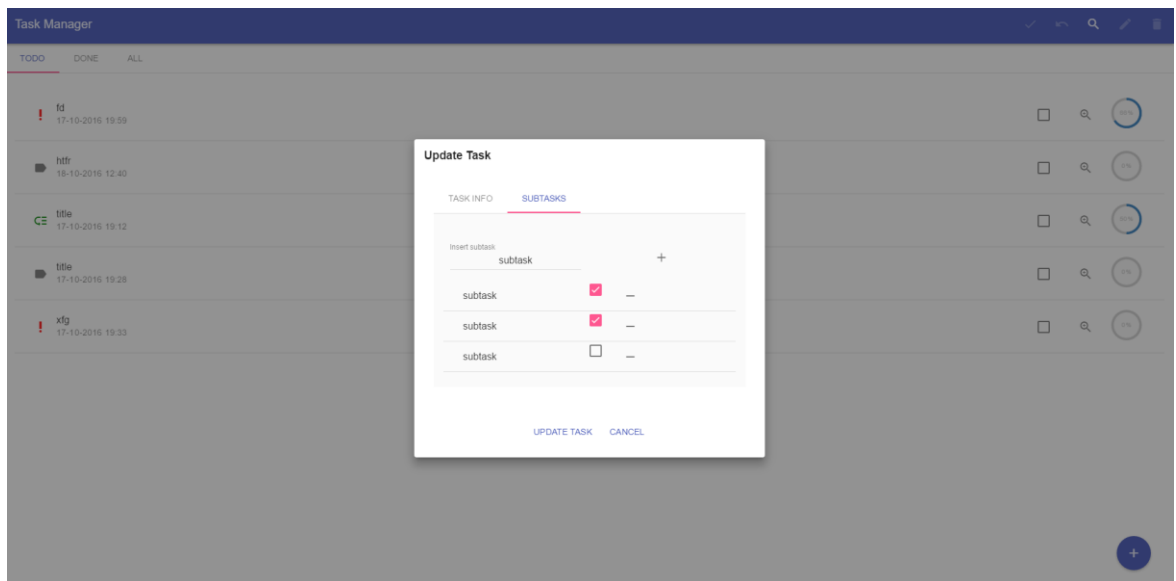 Task Manager
TODO DONE ALL
fd
17-10-2016 19:59
htfr
18-10-2016 12:40
title
17-10-2016 19:12
title
17-10-2016 19:28
xfg
17-10-2016 19:33
Update Task
TASK INFO SUBTASKS
Insert subtask
subtask
subtask
subtask
subtask
UPDATE TASK CANCEL